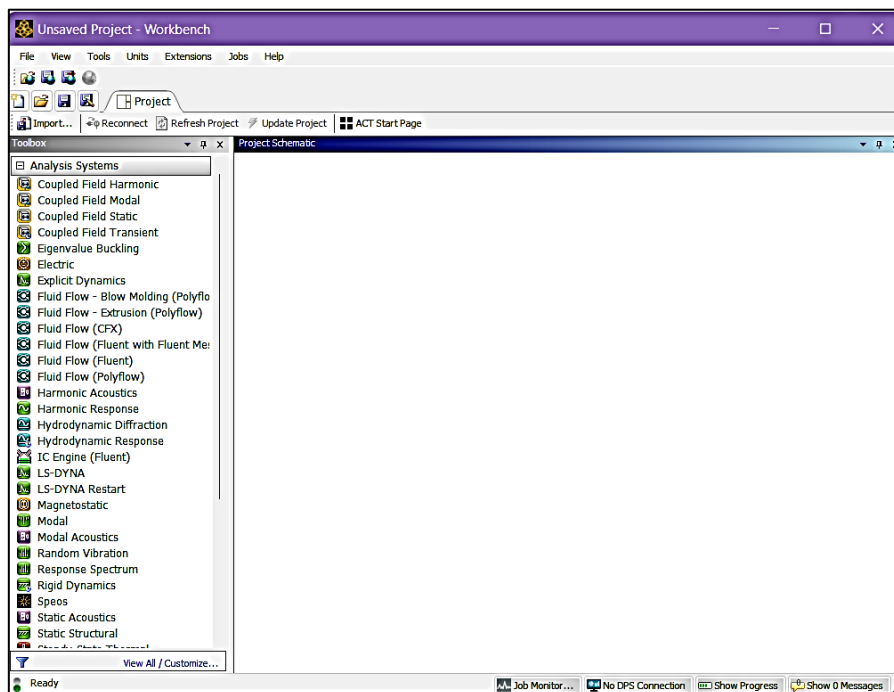 Unsaved Project - Workbench
File View Tools Units Extensions Jobs Help
Project
Import... Reconnect Refresh Project Update Project ACT Start Page
Toolbox
Project Schematic
Analysis Systems
Coupled Field Harmonic
Coupled Field Modal
Coupled Field Static
Coupled Field Transient
Eigenvalue Buckling
Electric
Explicit Dynamics
Fluid Flow - Blow Molding (Polyflo
Fluid Flow - Extrusion (Polyflow)
Fluid Flow (CFX)
Fluid Flow (Fluent with Fluent Me
Fluid Flow (Fluent)
Fluid Flow (Polyflow)
Harmonic Acoustics
Harmonic Response
Hydrodynamic Diffraction
Hydrodynamic Response
IC Engine (Fluent)
LS-DYNA
LS-DYNA Restart
Magnetostatic
Modal
Modal Acoustics
Random Vibration
Response Spectrum
Rigid Dynamics
Speos
Static Acoustics
Static Structural
Steady-State Thermal
View All / Customize...
Ready
Job Monitor... No DPS Connection Show Progress Show 0 Messages